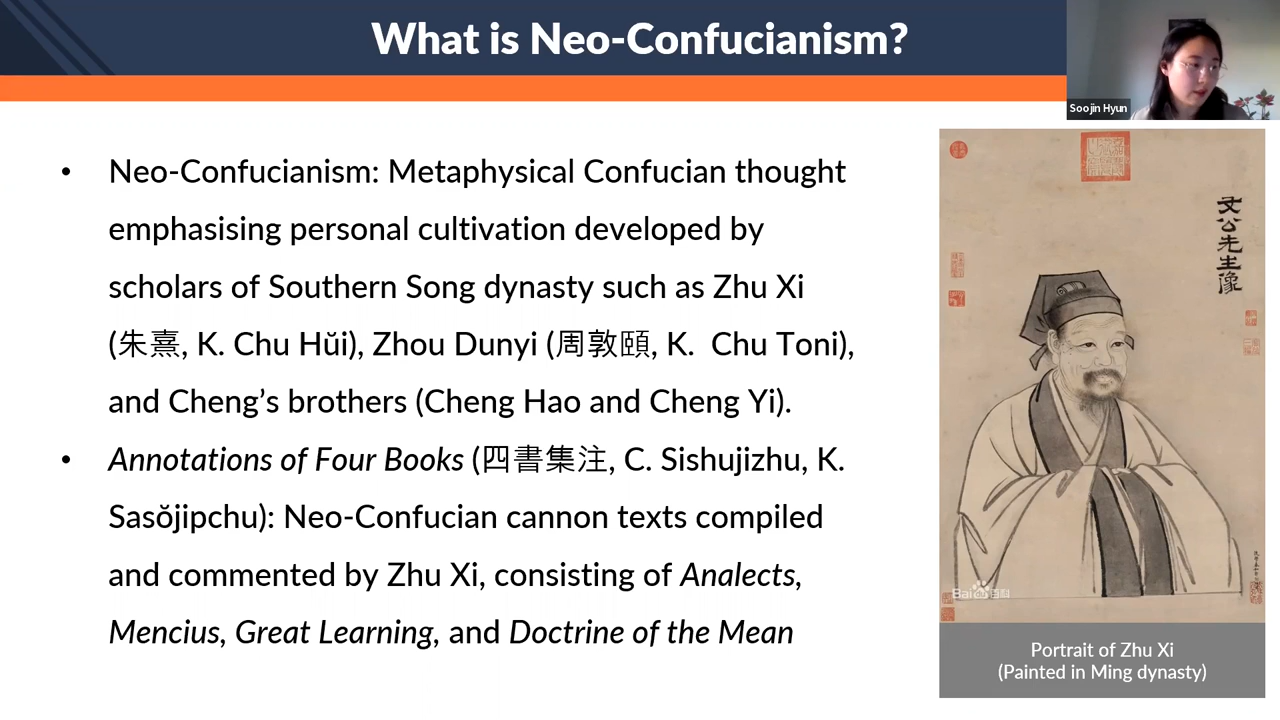 What is Neo-Confucianism?
Soojin Hyun
• Neo-Confucianism: Metaphysical Confucian thought
emphasising personal cultivation developed by
scholars of Southern Song dynasty such as Zhu Xi
(朱熹, K. Chu Hŭi), Zhou Dunyi (周敦頤, K. Chu Toni),
and Cheng’s brothers (Cheng Hao and Cheng Yi).
• Annotations of Four Books (四書集注, C. Sishujizhu, K.
Sasŏjipchu): Neo-Confucian cannon texts compiled
and commented by Zhu Xi, consisting of Analects,
Mencius, Great Learning, and Doctrine of the Mean
文公先生像
Bai 百科
Portrait of Zhu Xi
(Painted in Ming dynasty)